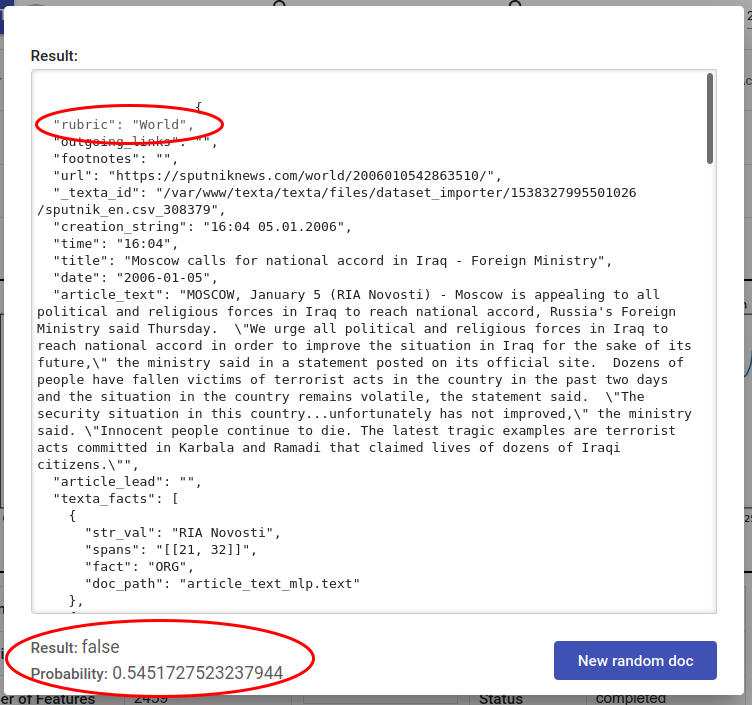 Result:
{
"rubric": "World",
"outgoing_links": "",
"footnotes": "",
"url": "https://sputniknews.com/world/2006010542863510/",
"_texta_id": "/var/www/texta/texta/files/dataset_importer/1538327995501026
/sputnik_en.csv_308379",
"creation_string": "16:04 05.01.2006",
"time": "16:04",
"title": "Moscow calls for national accord in Iraq - Foreign Ministry",
"date": "2006-01-05",
"article_text": "MOSCOW, January 5 (RIA Novosti) - Moscow is appealing to all
political and religious forces in Iraq to reach national accord, Russia's Foreign
Ministry said Thursday.  \"We urge all political and religious forces in Iraq to
reach national accord in order to improve the situation in Iraq for the sake of its
future,\" the ministry said in a statement posted on its official site.  Dozens of
people have fallen victims of terrorist acts in the country in the past two days
and the situation in the country remains volatile, the statement said.  \"The
security situation in this country...unfortunately has not improved,\" the ministry
said. \"Innocent people continue to die. The latest tragic examples are terrorist
acts committed in Karbala and Ramadi that claimed lives of dozens of Iraqi
citizens.\"",
"article_lead": "",
"texta_facts": [
{
"str_val": "RIA Novosti",
"spans": "[[21, 32]]",
"fact": "ORG",
"doc_path": "article_text_mlp.text"
},
Result: false
Probability: 0.5451727523237944
New random doc
er of Features 2459 Status completed